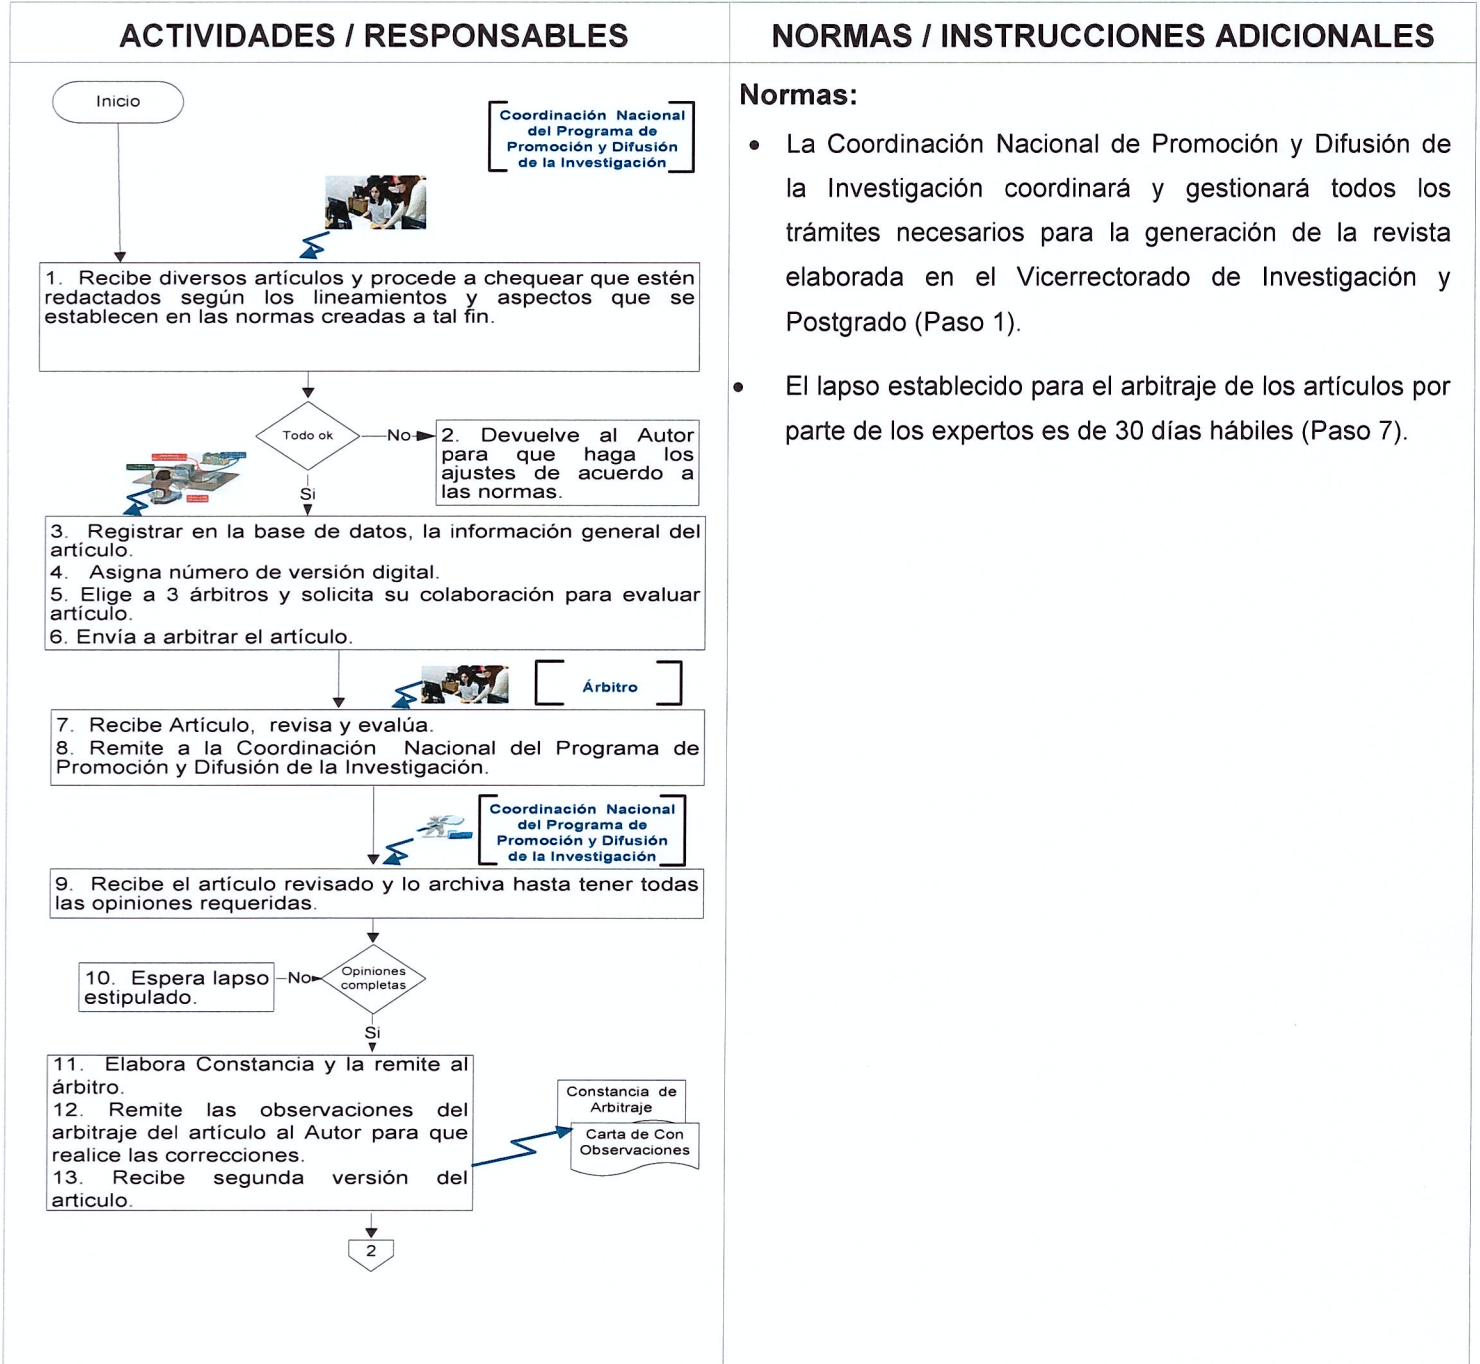 ACTIVIDADES / RESPONSABLES
NORMAS / INSTRUCCIONES ADICIONALES
Inicio
Coordinación Nacional
del Programa de
Promoción y Difusión
de la Investigación
1. Recibe diversos artículos y procede a chequear que estén
redactados según los lineamientos y aspectos que se
establecen en las normas creadas a tal fin.
Todo ok
No
2. Devuelve al Autor
para que haga los
ajustes de acuerdo a
las normas.
Si
3. Registrar en la base de datos, la información general del
artículo.
4. Asigna número de versión digital.
5. Elige a 3 árbitros y solicita su colaboración para evaluar
artículo.
6. Envía a arbitrar el artículo.
Árbitro
7. Recibe Artículo, revisa y evalúa.
8. Remite a la Coordinación Nacional del Programa de
Promoción y Difusión de la Investigación.
Coordinación Nacional
del Programa de
Promoción y Difusión
de la Investigación
9. Recibe el artículo revisado y lo archiva hasta tener todas
las opiniones requeridas.
Opiniones
completas
No
10. Espera lapso
estipulado.
Si
11. Elabora Constancia y la remite al
árbitro.
12. Remite las observaciones del
arbitraje del artículo al Autor para que
realice las correcciones.
13. Recibe segunda versión del
articulo.
Constancia de
Arbitraje
Carta de Con
Observaciones
2
Normas:
• La Coordinación Nacional de Promoción y Difusión de
la Investigación coordinará y gestionará todos los
trámites necesarios para la generación de la revista
elaborada en el Vicerrectorado de Investigación y
Postgrado (Paso 1).
• El lapso establecido para el arbitraje de los artículos por
parte de los expertos es de 30 días hábiles (Paso 7).